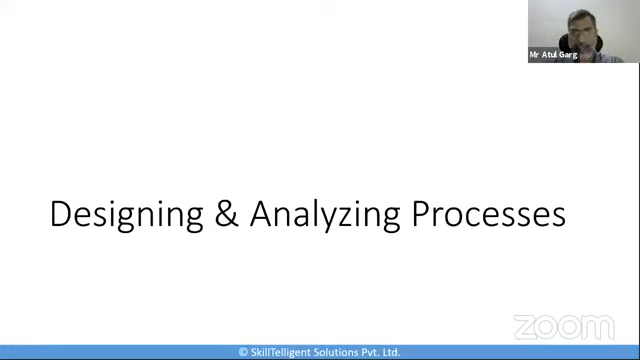 Mr Atul Garg
Designing & Analyzing Processes
zoom
© SkillTelligent Solutions Pvt. Ltd.